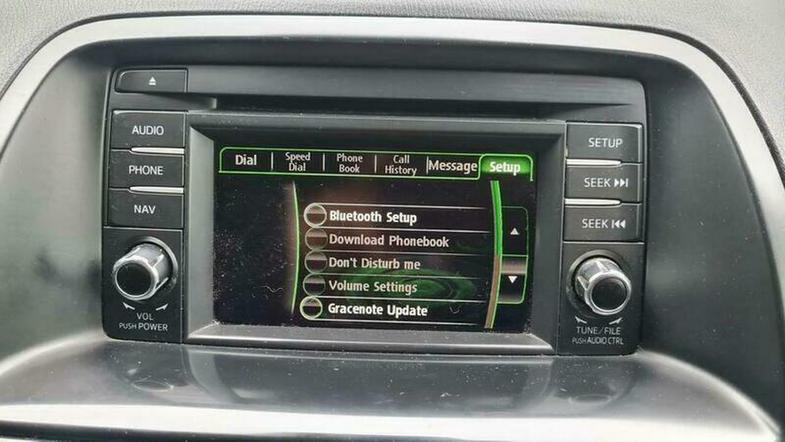 AUDIO
PHONE
NAV
VOL
PUSH POWER
Dial
Speed
Dial
Phone
Book
Call
History
Message
Setup
Bluetooth Setup
Download Phonebook
Don't Disturb me
Volume Settings
Gracenote Update
SETUP
SEEK
SEEK
TUNE/FILE
PUSH AUDIO CTRL